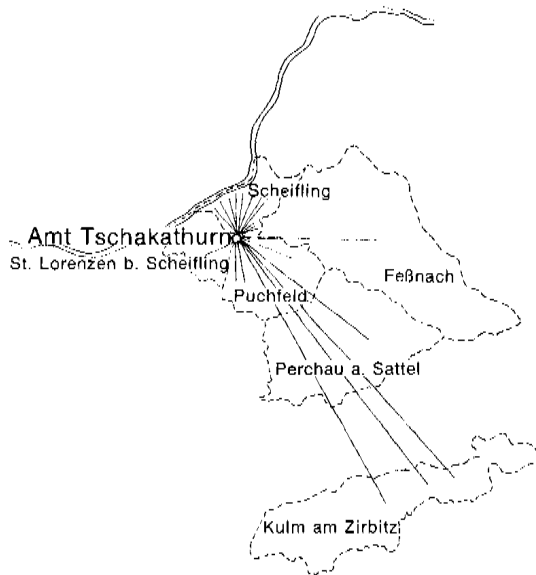 Scheifling
Amt Tschakathurn
St. Lorenzen b. Scheifling
Feßnach
Puchfeld
Perchau a. Sattel
Kulm am Zirbitz